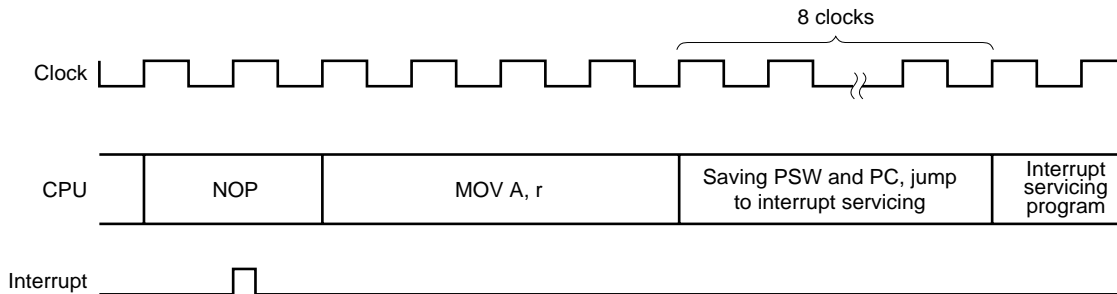 8 clocks
Clock
CPU
NOP
MOV A, r
Saving PSW and PC, jump
to interrupt servicing
Interrupt
servicing
program
Interrupt